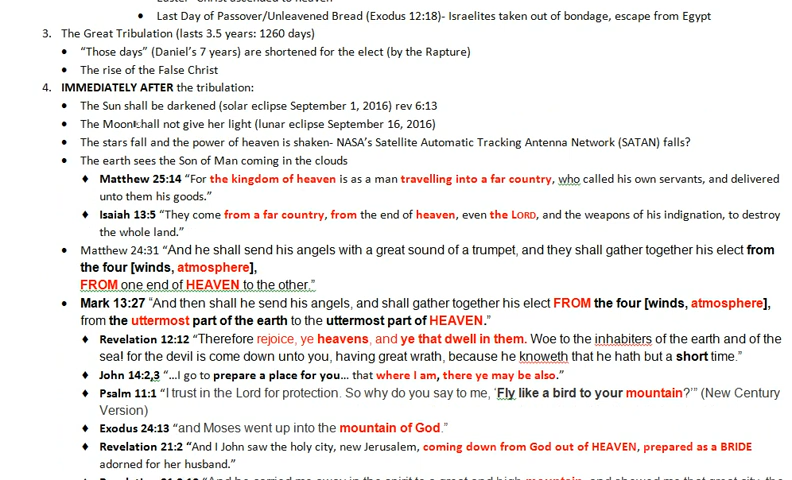 • Last Day of Passover/Unleavened Bread (Exodus 12:18)- Israelites taken out of bondage, escape from Egypt
3. The Great Tribulation (lasts 3.5 years: 1260 days)
• “Those days” (Daniel’s 7 years) are shortened for the elect (by the Rapture)
• The rise of the False Christ
4. IMMEDIATELY AFTER the tribulation:
• The Sun shall be darkened (solar eclipse September 1, 2016) rev 6:13
• The Moon shall not give her light (lunar eclipse September 16, 2016)
• The stars fall and the power of heaven is shaken- NASA’s Satellite Automatic Tracking Antenna Network (SATAN) falls?
• The earth sees the Son of Man coming in the clouds
♦ Matthew 25:14 “For the kingdom of heaven is as a man travelling into a far country, who called his own servants, and delivered
unto them his goods.”
♦ Isaiah 13:5 “They come from a far country, from the end of heaven, even the LORD, and the weapons of his indignation, to destroy
the whole land.”
• Matthew 24:31 “And he shall send his angels with a great sound of a trumpet, and they shall gather together his elect from
the four [winds, atmosphere],
FROM one end of HEAVEN to the other.”
• Mark 13:27 “And then shall he send his angels, and shall gather together his elect FROM the four [winds, atmosphere],
from the uttermost part of the earth to the uttermost part of HEAVEN.”
♦ Revelation 12:12 “Therefore rejoice, ye heavens, and ye that dwell in them. Woe to the inhabiters of the earth and of the
sea! for the devil is come down unto you, having great wrath, because he knoweth that he hath but a short time.”
♦ John 14:2,3 “…I go to prepare a place for you… that where I am, there ye may be also.”
♦ Psalm 11:1 “I trust in the Lord for protection. So why do you say to me, ‘Fly like a bird to your mountain?’” (New Century
Version)
♦ Exodus 24:13 “and Moses went up into the mountain of God.”
♦ Revelation 21:2 “And I John saw the holy city, new Jerusalem, coming down from God out of HEAVEN, prepared as a BRIDE
adorned for her husband.”